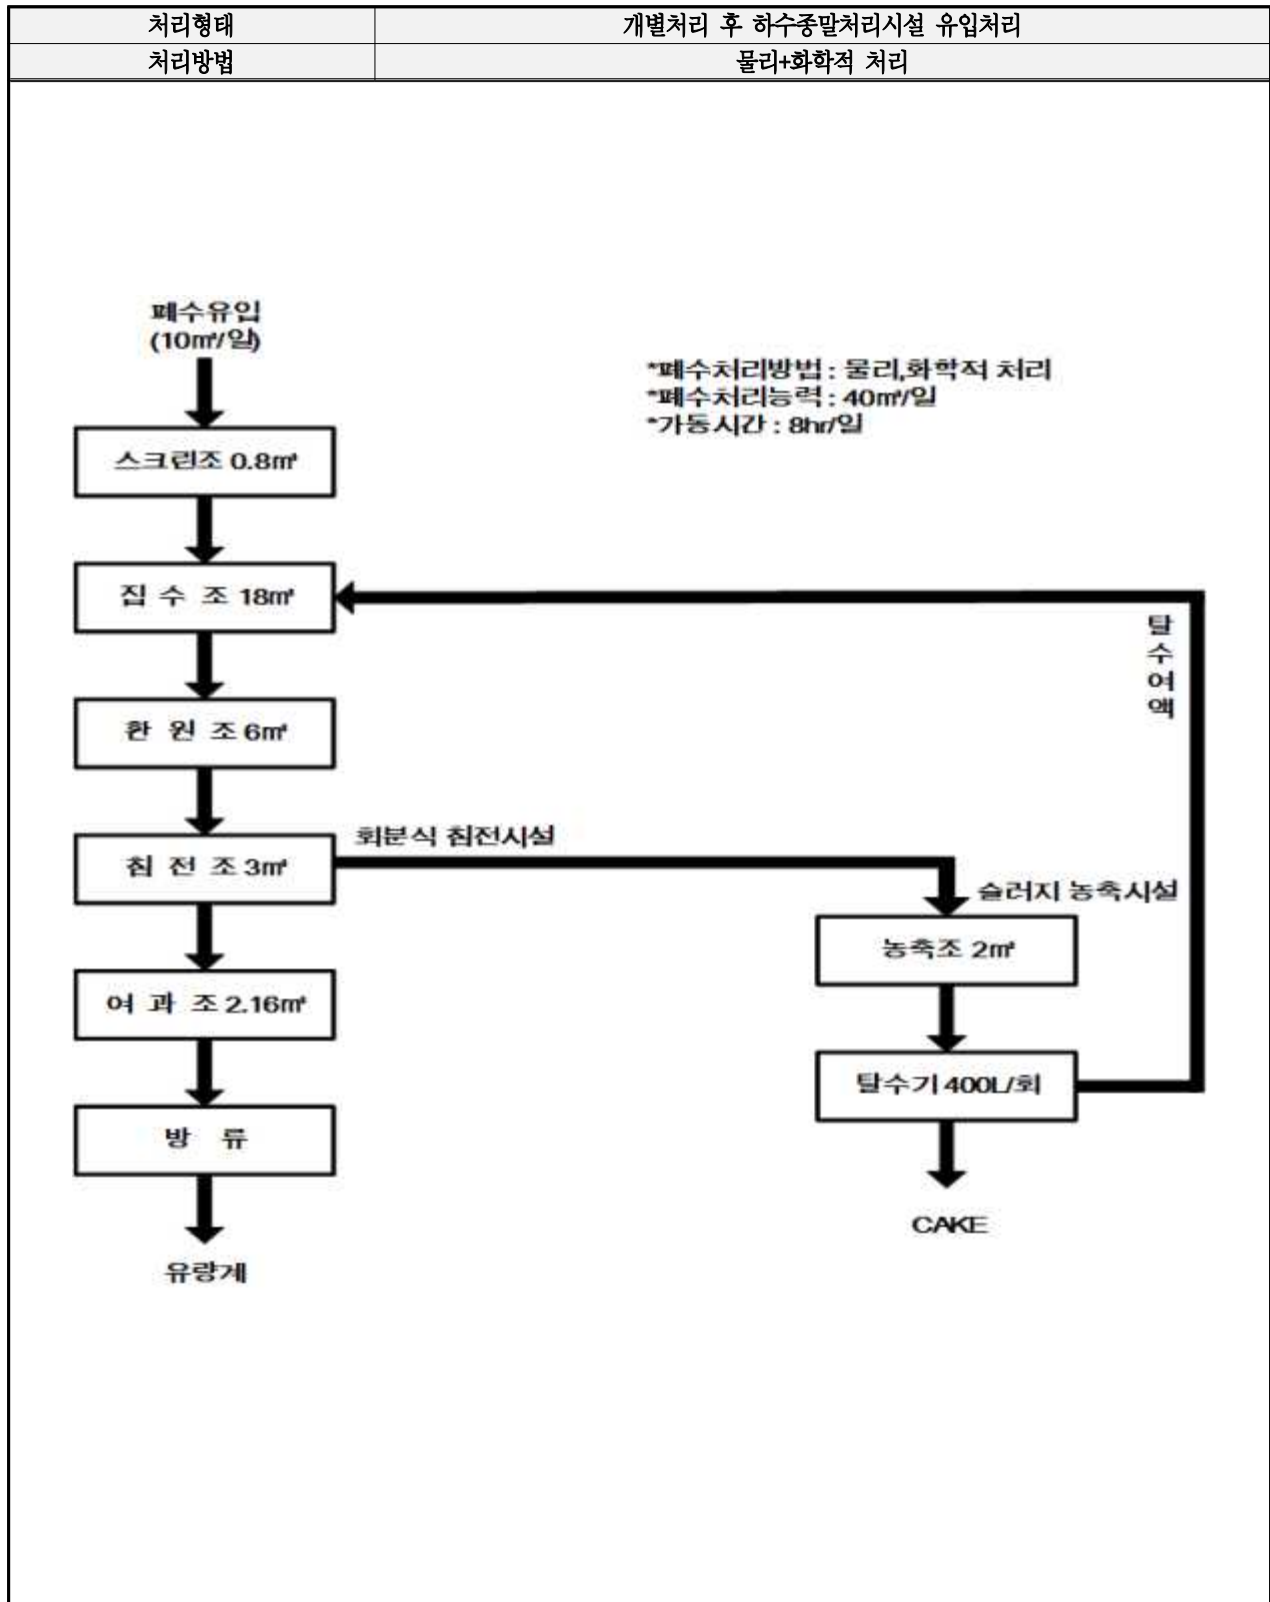 처리형태 개별처리 후 하수종말처리시설 유입처리
처리방법 물리+화학적 처리
폐수유입
(10㎥/일)
*폐수처리방법 : 물리,화학적 처리
*폐수처리능력 : 40㎥/일
*가동시간 : 8hr/일
스크린조 0.8㎥
집 수 조 18㎥
탈수여액
환 원 조 6㎥
회분식 침전시설
침 전 조 3㎥
슬러지 농축시설
농축조 2㎥
여 과 조 2.16㎥
탈수기 400L/회
방 류
CAKE
유량계